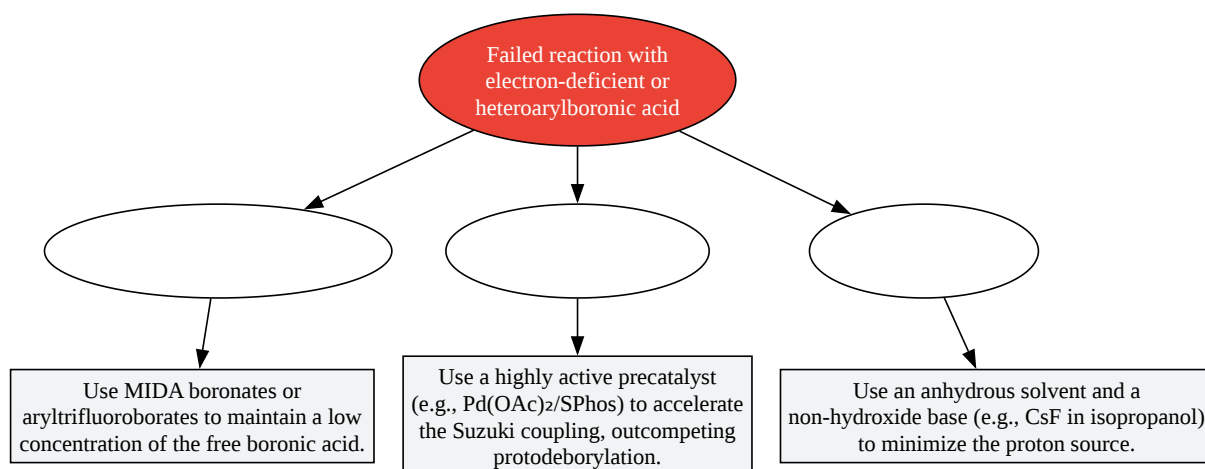 Failed reaction with
electron-deficient or
heteroarylboronic acid
Use MIDA boronates or
aryltrifluoroborates to maintain a low
concentration of the free boronic acid.
Use a highly active precatalyst
(e.g., Pd(OAc)₂/SPhos) to accelerate
the Suzuki coupling, outcompeting
protodeborylation.
Use an anhydrous solvent and a
non-hydroxide base (e.g., CsF in isopropanol)
to minimize the proton source.